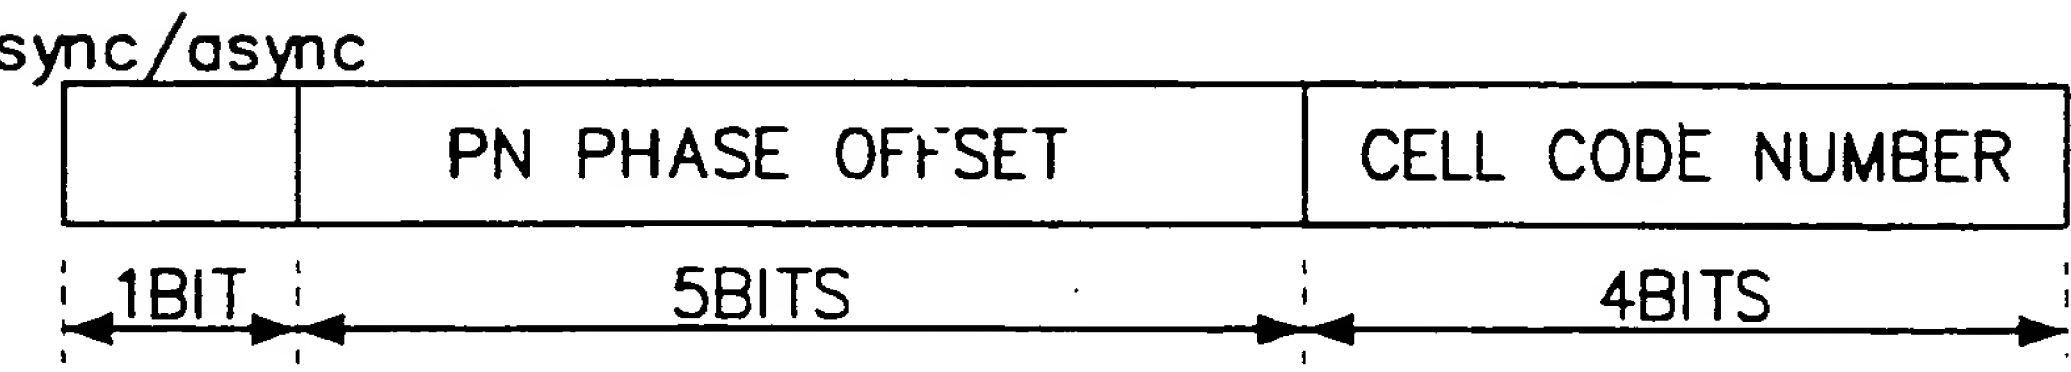 sync/async
PN PHASE OFFSET CELL CODE NUMBER
1BIT 5BITS 4BITS